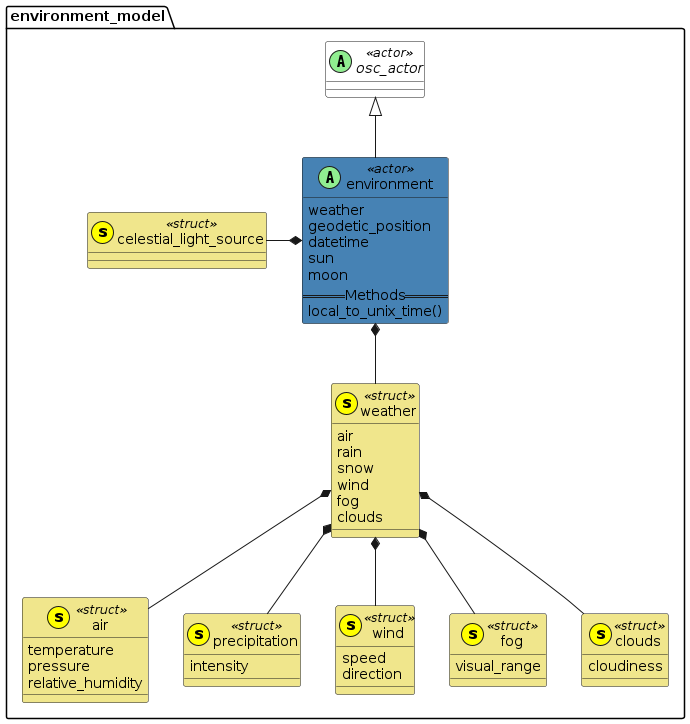 environment_model
A
«actor»
osc_actor
A
«actor»
environment
weather
geodetic_position
datetime
sun
moon
Methods
local_to_unix_time()
s
«struct»
celestial_light_source
s
«struct»
weather
air
rain
snow
wind
fog
clouds
s
«struct»
air
temperature
pressure
relative_humidity
s
«struct»
precipitation
intensity
s
«struct»
wind
speed
direction
s
«struct»
fog
visual_range
s
«struct»
clouds
cloudiness